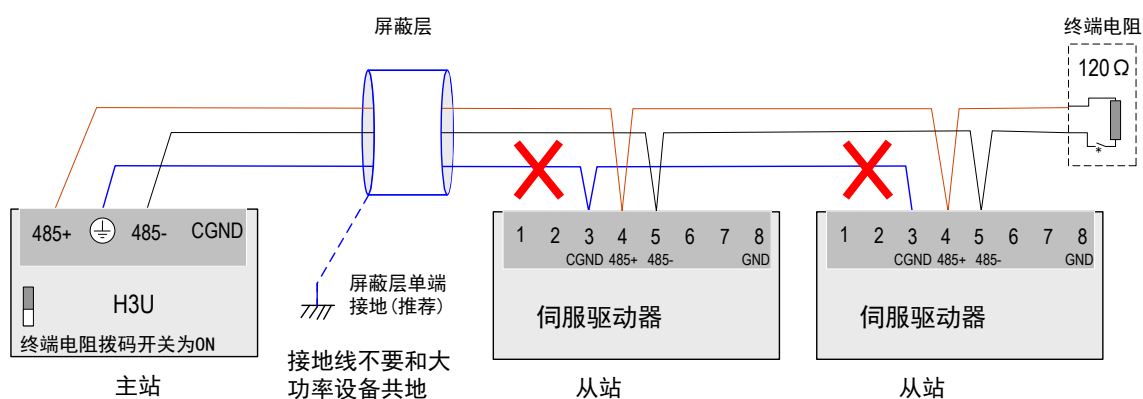 屏蔽层
终端电阻
120Ω
*
485+ 485- CGND
H3U
终端电阻拨码开关为ON
主站
屏蔽层单端
接地(推荐)
接地线不要和大
功率设备共地
1 2 3 4 5 6 7 8
CGND 485+ 485- GND
伺服驱动器
从站
1 2 3 4 5 6 7 8
CGND 485+ 485- GND
伺服驱动器
从站